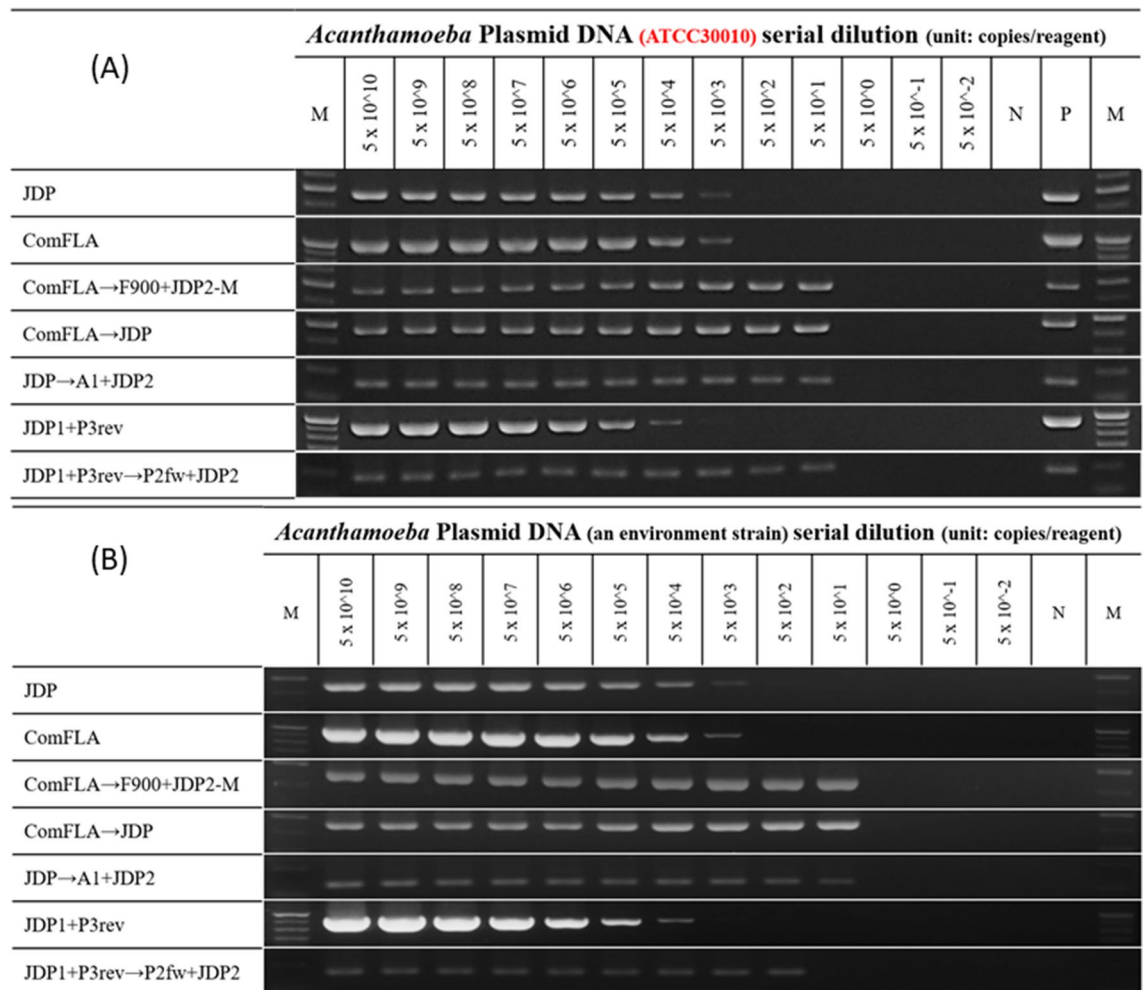 (A)
Acanthamoeba Plasmid DNA (ATCC30010) serial dilution (unit: copies/reagent)
M 5 x 10^10 5 x 10^9 5 x 10^8 5 x 10^7 5 x 10^6 5 x 10^5 5 x 10^4 5 x 10^3 5 x 10^2 5 x 10^1 5 x 10^0 5 x 10^-1 5 x 10^-2 N P M
JDP
ComFLA
ComFLA→F900+JDP2-M
ComFLA→JDP
JDP→A1+JDP2
JDP1+P3rev
JDP1+P3rev→P2fw+JDP2
(B)
Acanthamoeba Plasmid DNA (an environment strain) serial dilution (unit: copies/reagent)
M 5 x 10^10 5 x 10^9 5 x 10^8 5 x 10^7 5 x 10^6 5 x 10^5 5 x 10^4 5 x 10^3 5 x 10^2 5 x 10^1 5 x 10^0 5 x 10^-1 5 x 10^-2 N M
JDP
ComFLA
ComFLA→F900+JDP2-M
ComFLA→JDP
JDP→A1+JDP2
JDP1+P3rev
JDP1+P3rev→P2fw+JDP2